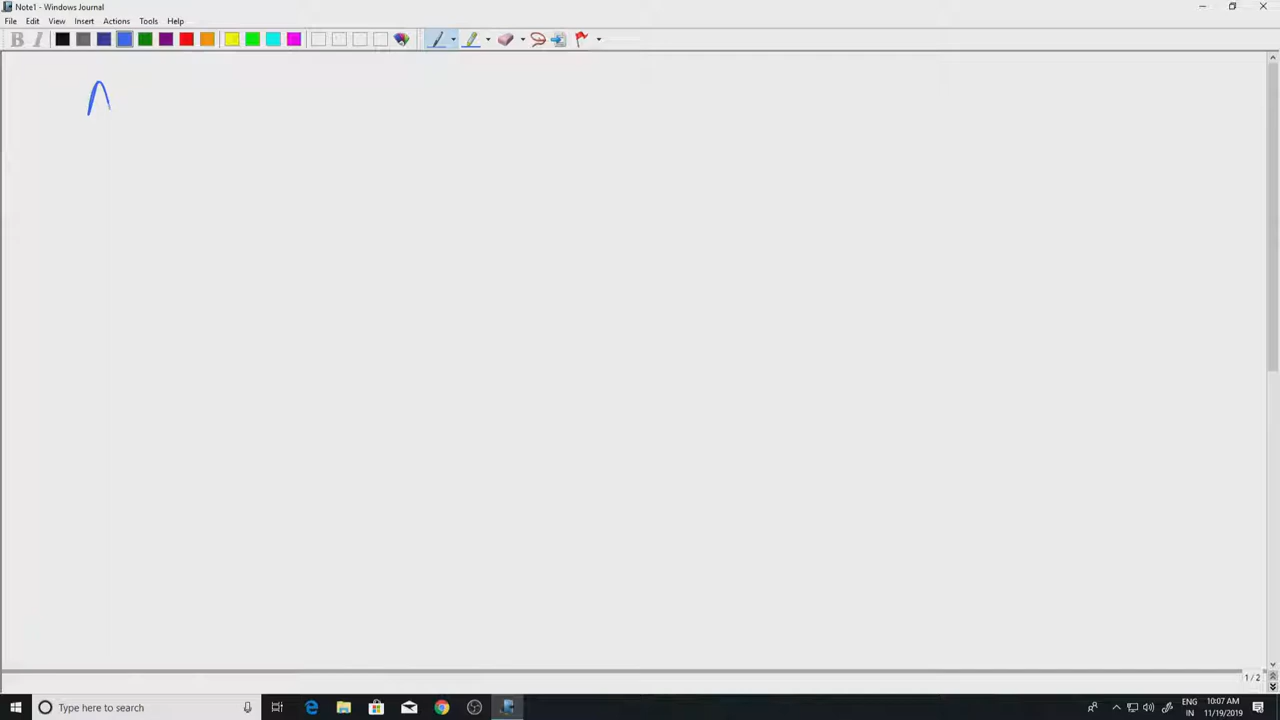 Note1 - Windows Journal
File Edit View Insert Actions Tools Help
B I
1 / 2
Type here to search
ENG
IN
10:07 AM
11/19/2019